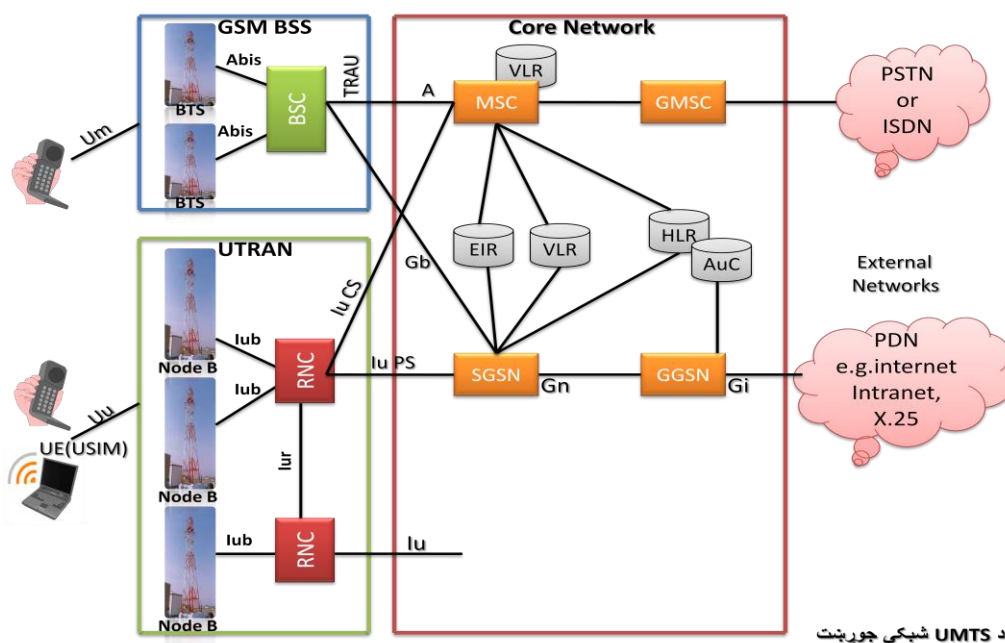 GSM BSS
Core Network
Abis
BTS
Abis
BTS
BSC
TRAU
A
VLR
MSC
GMSC
PSTN
or
ISDN
Um
EIR
VLR
HLR
AuC
Gb
Iu CS
UTRAN
External
Networks
Iub
Node B
Iub
Node B
RNC
Iu PS
SGSN
Gn
GGSN
Gi
PDN
e.g.internet
Intranet,
X.25
Uu
UE(USIM)
Iur
Iub
Node B
RNC
Iu
د UMTS شبکې جوړښت